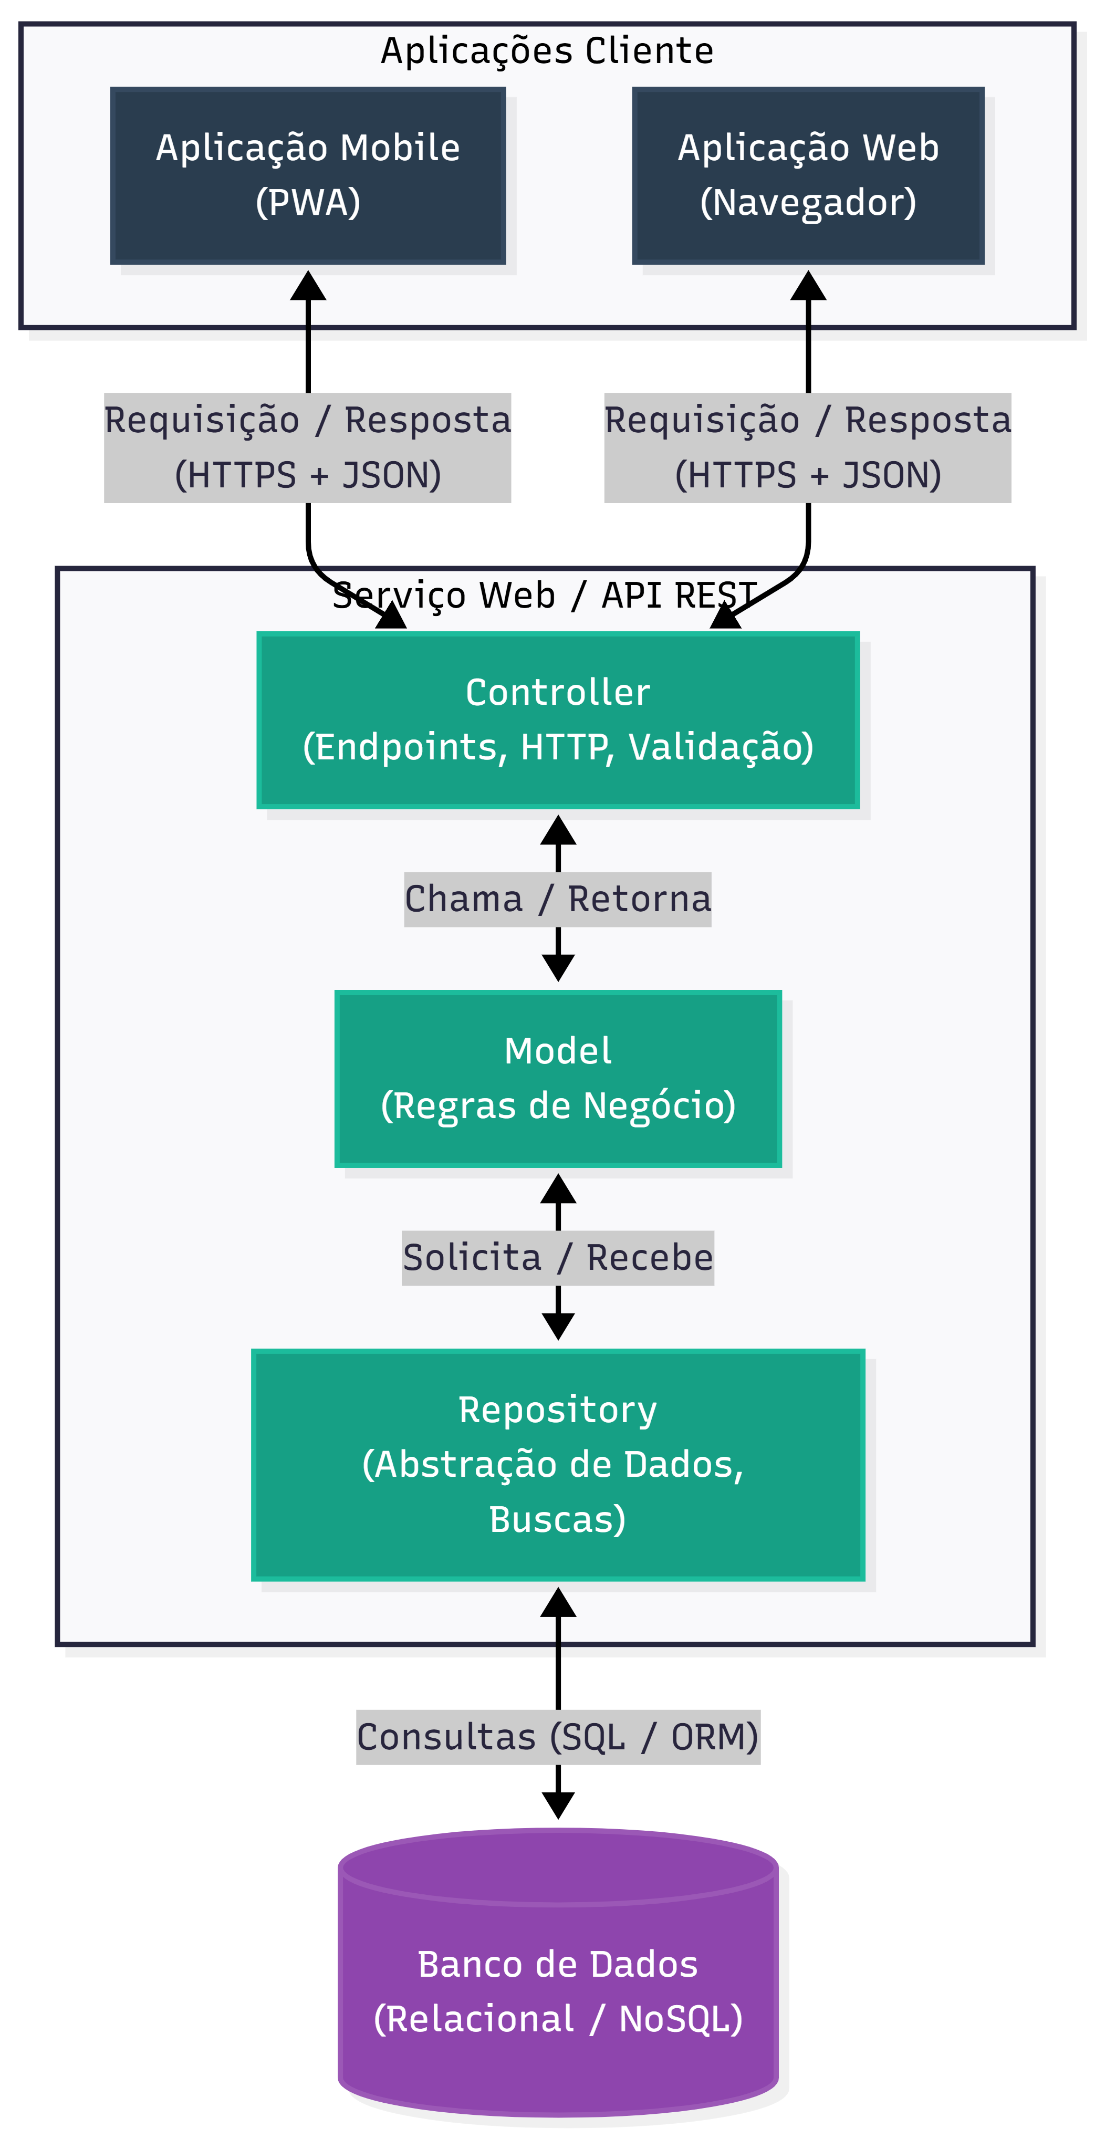 Aplicações Cliente
Aplicação Mobile
(PWA)
Aplicação Web
(Navegador)
Requisição / Resposta
(HTTPS + JSON)
Requisição / Resposta
(HTTPS + JSON)
Serviço Web / API REST
Controller
(Endpoints, HTTP, Validação)
Chama / Retorna
Model
(Regras de Negócio)
Solicita / Recebe
Repository
(Abstração de Dados,
Buscas)
Consultas (SQL / ORM)
Banco de Dados
(Relacional / NoSQL)